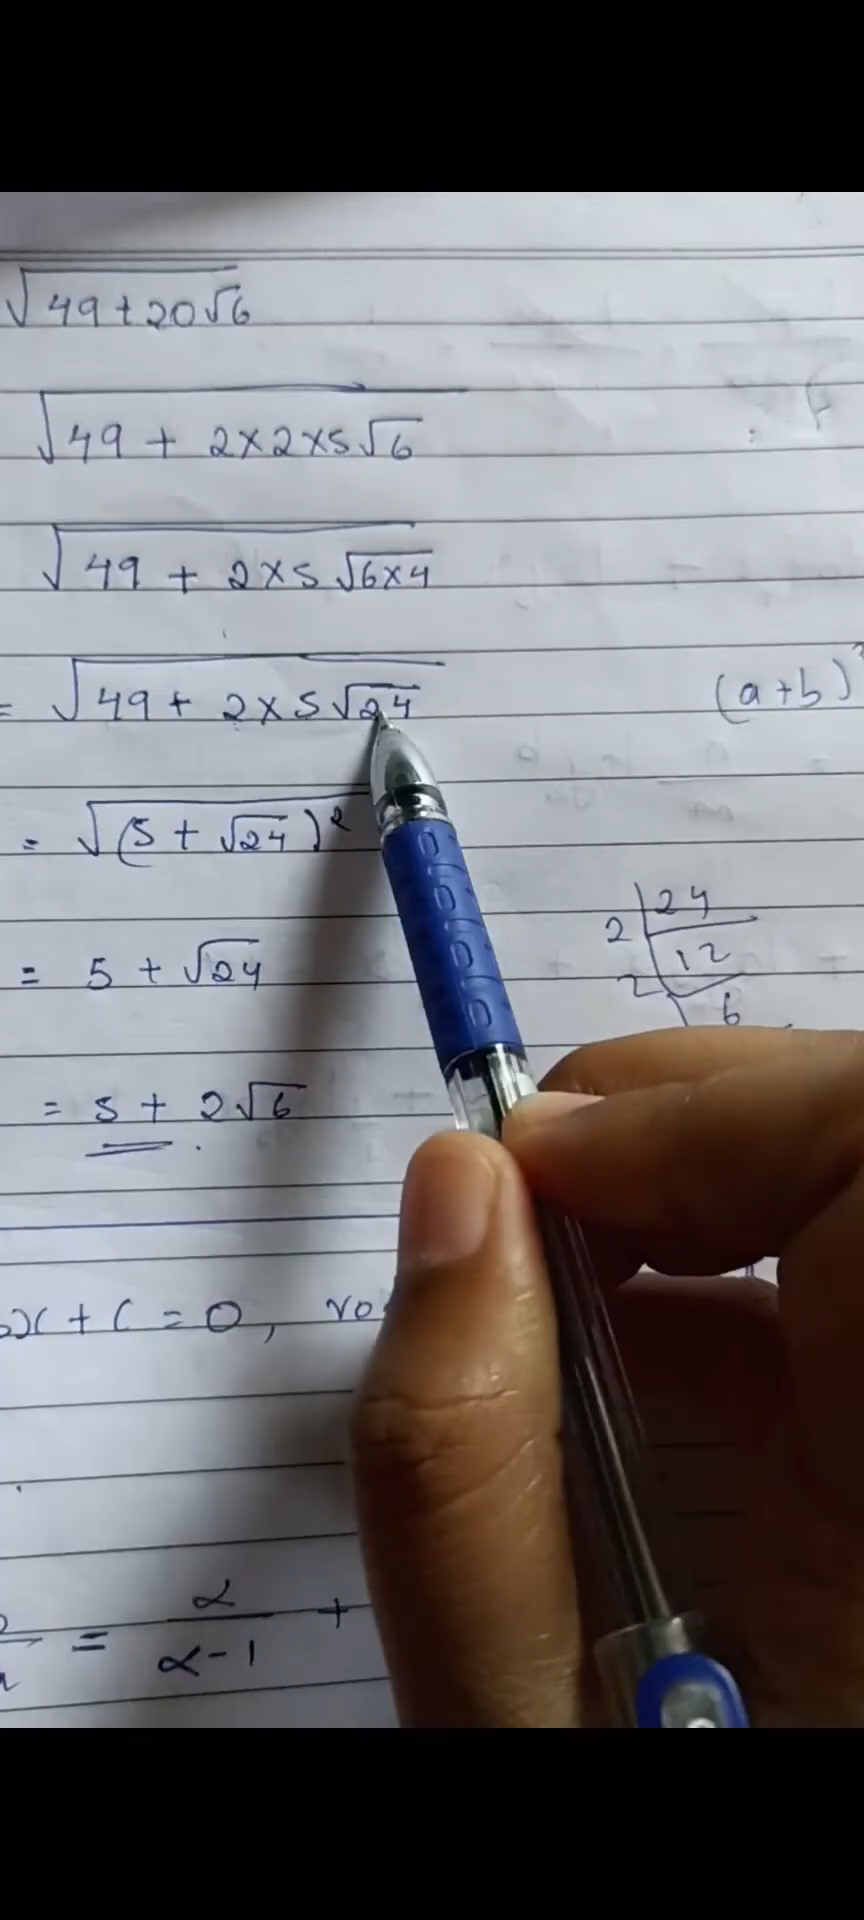 √49+20√6
√49 + 2×2×5√6
√49 + 2×5√6×4
= √49 + 2×5√24
(a+b)²
= √(5+√24)²
= 5 + √24
2 24
2 12
6
= 5 + 2√6
x + c = 0,
= α/α-1 +